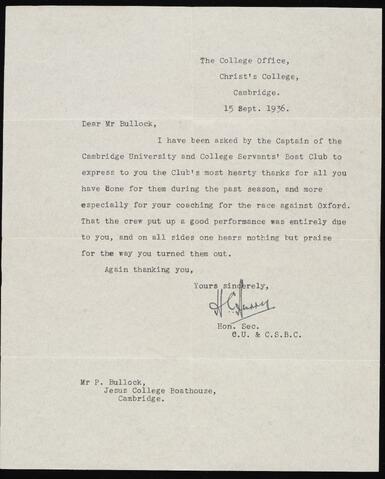 The College Office,
Christ's College,
Cambridge.
15 Sept. 1936.
Dear Mr Bullock,
I have been asked by the Captain of the
Cambridge University and College Servants' Boat Club to
express to you the Club's most hearty thanks for all you
have done for them during the past season, and more
especially for your coaching for the race against Oxford.
That the crew put up a good performance was entirely due
to you, and on all sides one hears nothing but praise
for the way you turned them out.
Again thanking you,
Yours sincerely,
Hon. Sec.
C.U. & C.S.B.C.
Mr P. Bullock,
Jesus College Boathouze,
Cambridge.